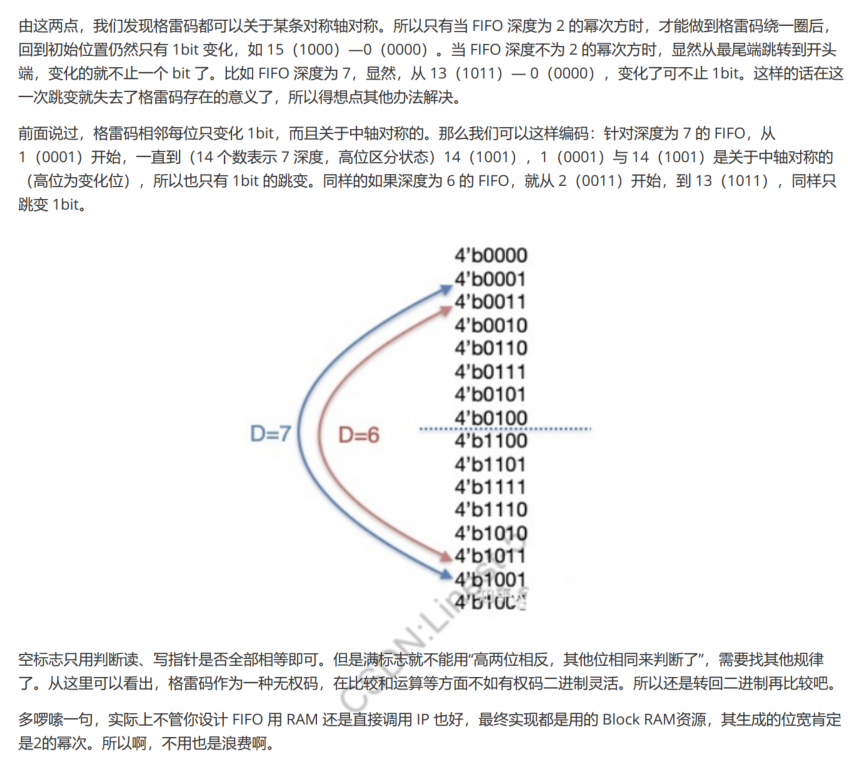 由这两点，我们发现格雷码都可以关于某条对称轴对称。所以只有当 FIFO 深度为 2 的幂次方时，才能做到格雷码绕一圈后，
回到初始位置仍然只有 1bit 变化，如 15（1000）—0（0000）。当 FIFO 深度不为 2 的幂次方时，显然从最尾端跳转到开头
端，变化的就不止一个 bit 了。比如 FIFO 深度为 7，显然，从 13（1011）— 0（0000），变化了可不止 1bit。这样的话在这
一次跳变就失去了格雷码存在的意义了，所以得想点其他办法解决。
前面说过，格雷码相邻每位只变化 1bit，而且关于中轴对称的。那么我们可以这样编码：针对深度为 7 的 FIFO，从
1（0001）开始，一直到（14 个数表示 7 深度，高位区分状态）14（1001），1（0001）与 14（1001）是关于中轴对称的
（高位为变化位），所以也只有 1bit 的跳变。同样的如果深度为 6 的 FIFO，就从 2（0011）开始，到 13（1011），同样只
跳变 1bit。
4'b0000
4'b0001
4'b0011
4'b0010
4'b0110
4'b0111
4'b0101
4'b0100
D=7
D=6
4'b1100
4'b1101
4'b1111
4'b1110
4'b1010
4'b1011
4'b1001
空标志只用判断读、写指针是否全部相等即可。但是满标志就不能用“高两位相反，其他位相同来判断了”，需要找其他规律
了。从这里可以看出，格雷码作为一种无权码，在比较和运算等方面不如有权码二进制灵活。所以还是转回二进制再比较吧。
多啰嗦一句，实际上不管你设计 FIFO 用 RAM 还是直接调用 IP 也好，最终实现都是用的 Block RAM资源，其生成的位宽肯定
是2的幂次。所以啊，不用也是浪费啊。